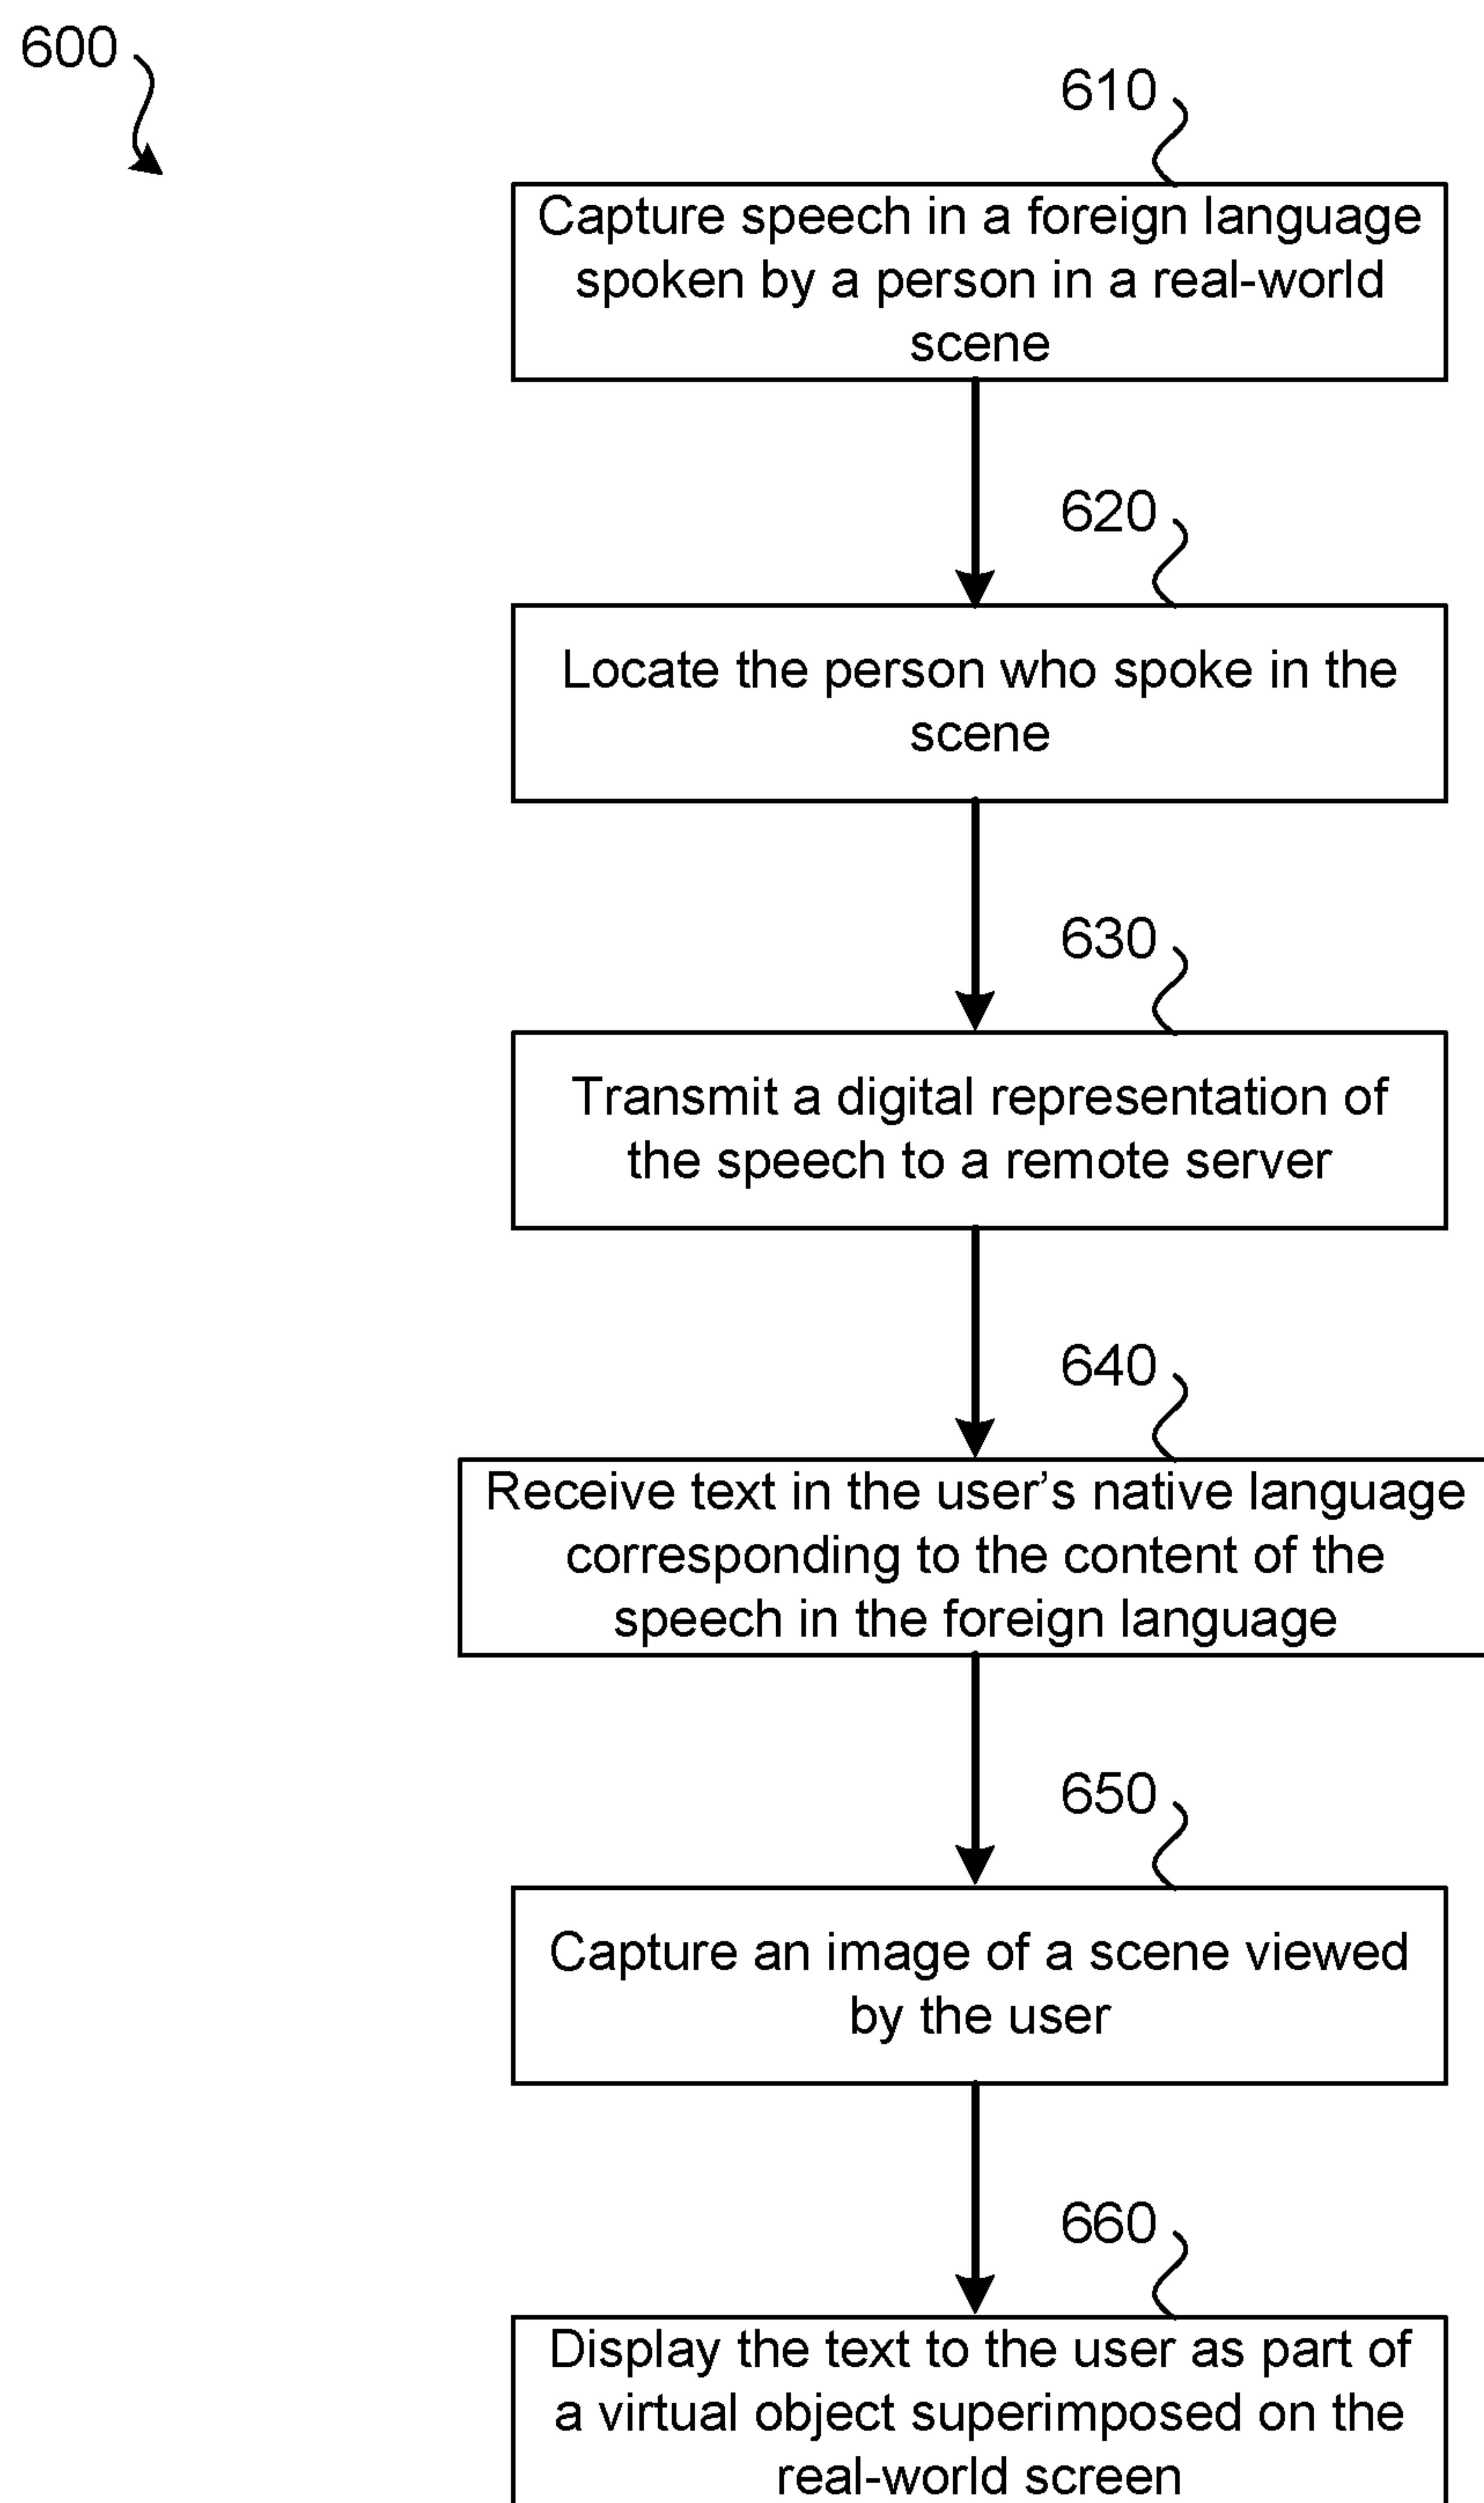 600
610
Capture speech in a foreign language
spoken by a person in a real-world
scene
620
Locate the person who spoke in the
scene
630
Transmit a digital representation of
the speech to a remote server
640
Receive text in the user’s native language
corresponding to the content of the
speech in the foreign language
650
Capture an image of a scene viewed
by the user
660
Display the text to the user as part of
a virtual object superimposed on the
real-world screen